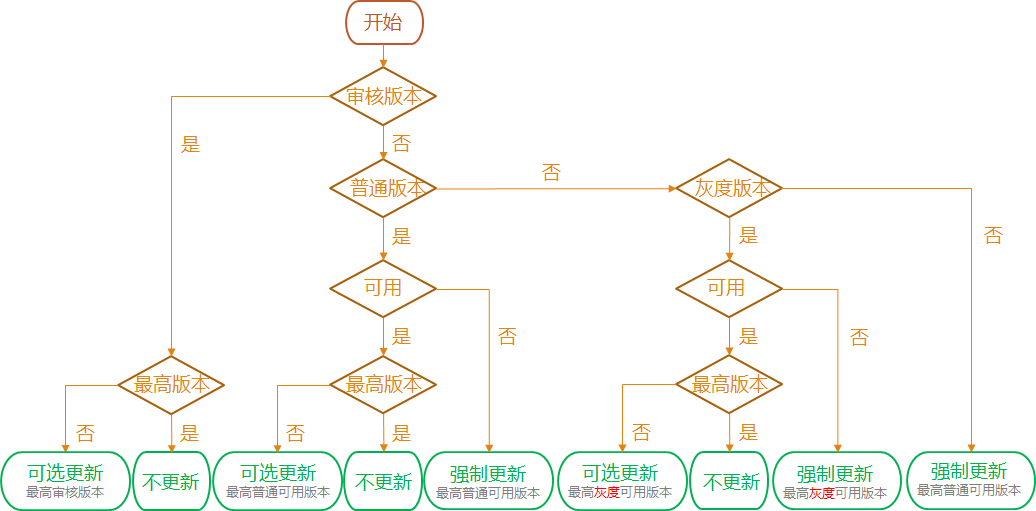 开始
审核版本
是
否
普通版本
否
灰度版本
是
是
否
可用
可用
是
否
是
否
最高版本
最高版本
最高版本
否
是
否
是
否
是
可选更新
最高审核版本
不更新
可选更新
最高普通可用版本
不更新
强制更新
最高普通可用版本
可选更新
最高灰度可用版本
不更新
强制更新
最高灰度可用版本
强制更新
最高普通可用版本